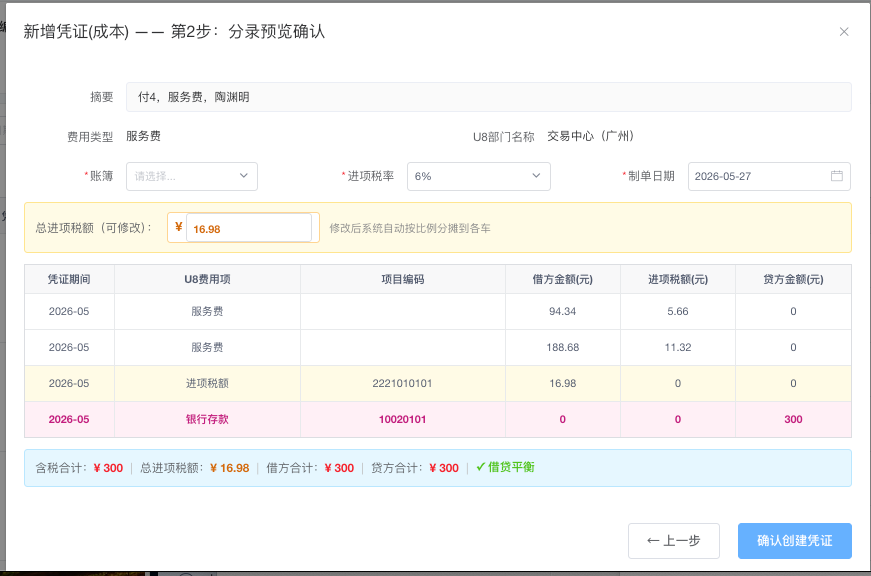 新增凭证(成本) —— 第2步：分录预览确认
摘要 付4，服务费，陶渊明
费用类型 服务费 U8部门名称 交易中心（广州）
*账簿 请选择... *进项税率 6% *制单日期 2026-05-27
总进项税额（可修改）： ¥ 16.98 修改后系统自动按比例分摊到各车
凭证期间 U8费用项 项目编码 借方金额(元) 进项税额(元) 贷方金额(元)
2026-05 服务费 94.34 5.66 0
2026-05 服务费 188.68 11.32 0
2026-05 进项税额 2221010101 16.98 0 0
2026-05 银行存款 10020101 0 0 300
含税合计：¥ 300 | 总进项税额：¥ 16.98 | 借方合计：¥ 300 | 贷方合计：¥ 300 | ✓借贷平衡
← 上一步 确认创建凭证